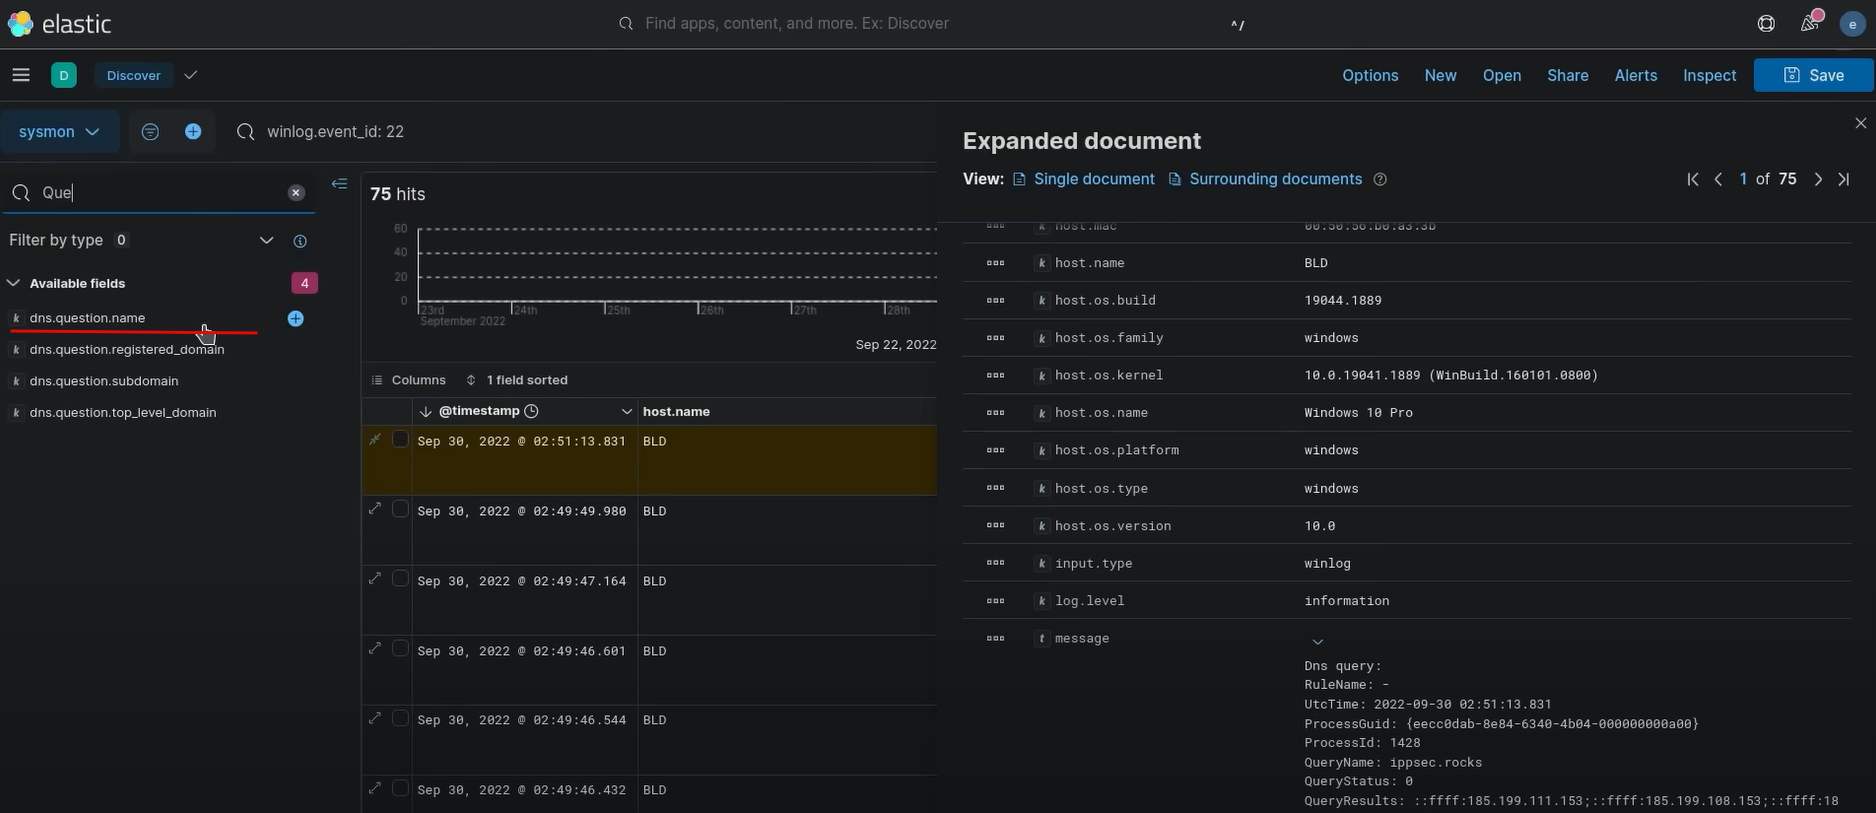 elastic
Find apps, content, and more. Ex: Discover
^/
e
D
Discover
Options
New
Open
Share
Alerts
Inspect
Save
sysmon
winlog.event_id: 22
Que
Filter by type 0
Available fields 4
k dns.question.name
k dns.question.registered_domain
k dns.question.subdomain
k dns.question.top_level_domain
75 hits
60
40
20
0
23rd 24th 25th 26th 27th 28th
September 2022
Sep 22, 2022
Columns 1 field sorted
@timestamp host.name
Sep 30, 2022 @ 02:51:13.831 BLD
Sep 30, 2022 @ 02:49:49.980 BLD
Sep 30, 2022 @ 02:49:47.164 BLD
Sep 30, 2022 @ 02:49:46.601 BLD
Sep 30, 2022 @ 02:49:46.544 BLD
Sep 30, 2022 @ 02:49:46.432 BLD
Expanded document
View: Single document Surrounding documents
1 of 75
k host.mac 00:50:56:b0:a3:3b
k host.name BLD
k host.os.build 19044.1889
k host.os.family windows
k host.os.kernel 10.0.19041.1889 (WinBuild.160101.0800)
k host.os.name Windows 10 Pro
k host.os.platform windows
k host.os.type windows
k host.os.version 10.0
k input.type winlog
k log.level information
t message
Dns query:
RuleName: -
UtcTime: 2022-09-30 02:51:13.831
ProcessGuid: {eecc0dab-8e84-6340-4b04-000000000a00}
ProcessId: 1428
QueryName: ippsec.rocks
QueryStatus: 0
QueryResults: ::ffff:185.199.111.153;::ffff:185.199.108.153;::ffff:18